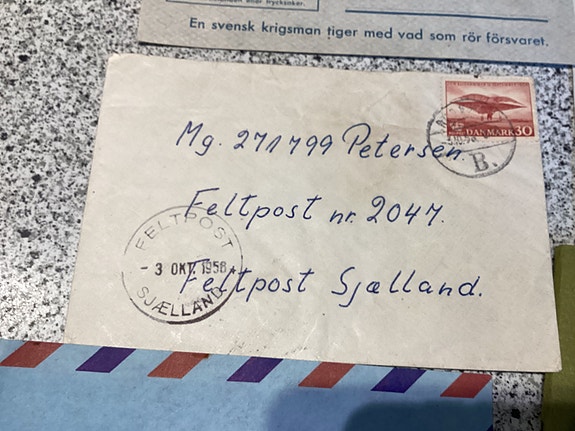 En svensk krigsman tiger med vad som rör försvaret.
DANMARK 30
B.
Mg. 271799 Petersen.
Feltpost nr. 2047.
Feltpost Sjælland.
FELTPOST
- 3 OKT. 1958
SJÆLLAND